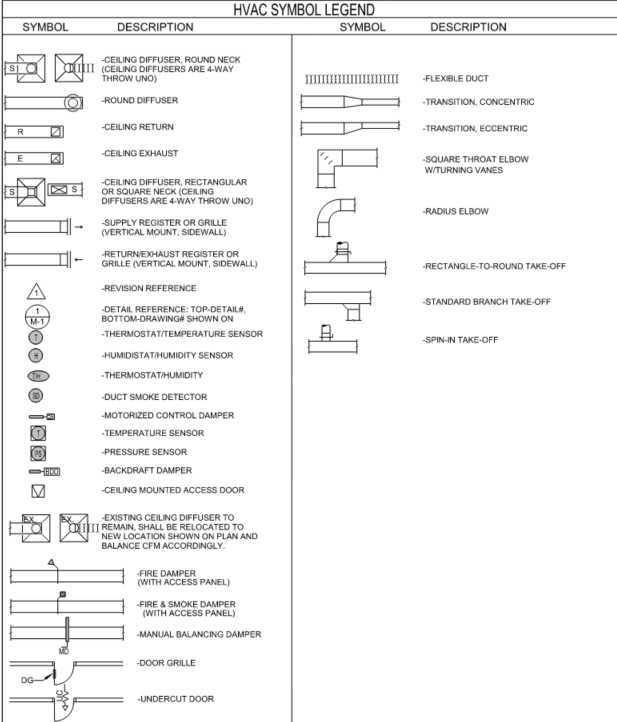 HVAC SYMBOL LEGEND
SYMBOL DESCRIPTION
S
-CEILING DIFFUSER, ROUND NECK
(CEILING DIFFUSERS ARE 4-WAY
THROW UNO)
-ROUND DIFFUSER
R
-CEILING RETURN
E
-CEILING EXHAUST
S S
-CEILING DIFFUSER, RECTANGULAR
OR SQUARE NECK (CEILING
DIFFUSERS ARE 4-WAY THROW UNO)
-SUPPLY REGISTER OR GRILLE
(VERTICAL MOUNT, SIDEWALL)
-RETURN/EXHAUST REGISTER OR
GRILLE (VERTICAL MOUNT, SIDEWALL)
1
-REVISION REFERENCE
1
M-1
-DETAIL REFERENCE: TOP-DETAIL#,
BOTTOM-DRAWING# SHOWN ON
T
-THERMOSTAT/TEMPERATURE SENSOR
H
-HUMIDISTAT/HUMIDITY SENSOR
TH
-THERMOSTAT/HUMIDITY
SD
-DUCT SMOKE DETECTOR
-MOTORIZED CONTROL DAMPER
T
-TEMPERATURE SENSOR
PS
-PRESSURE SENSOR
BDD
-BACKDRAFT DAMPER
-CEILING MOUNTED ACCESS DOOR
EX EX
-EXISTING CEILING DIFFUSER TO
REMAIN, SHALL BE RELOCATED TO
NEW LOCATION SHOWN ON PLAN AND
BALANCE CFM ACCORDINGLY.
-FIRE DAMPER
(WITH ACCESS PANEL)
-FIRE & SMOKE DAMPER
(WITH ACCESS PANEL)
-MANUAL BALANCING DAMPER
MD
-DOOR GRILLE
DG
UC
-UNDERCUT DOOR
SYMBOL DESCRIPTION
-FLEXIBLE DUCT
-TRANSITION, CONCENTRIC
-TRANSITION, ECCENTRIC
-SQUARE THROAT ELBOW
W/TURNING VANES
-RADIUS ELBOW
-RECTANGLE-TO-ROUND TAKE-OFF
-STANDARD BRANCH TAKE-OFF
-SPIN-IN TAKE-OFF